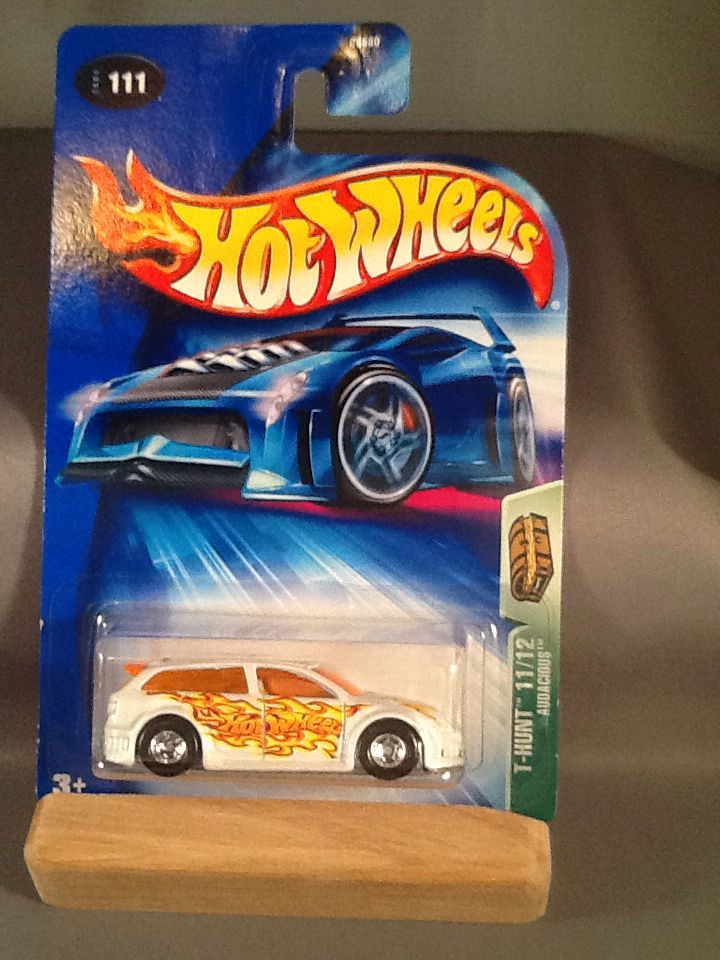 111
HOT WHEELS
®
T-HUNT™ 11/12
AUDACIOUS™
HOT WHEELS
3+